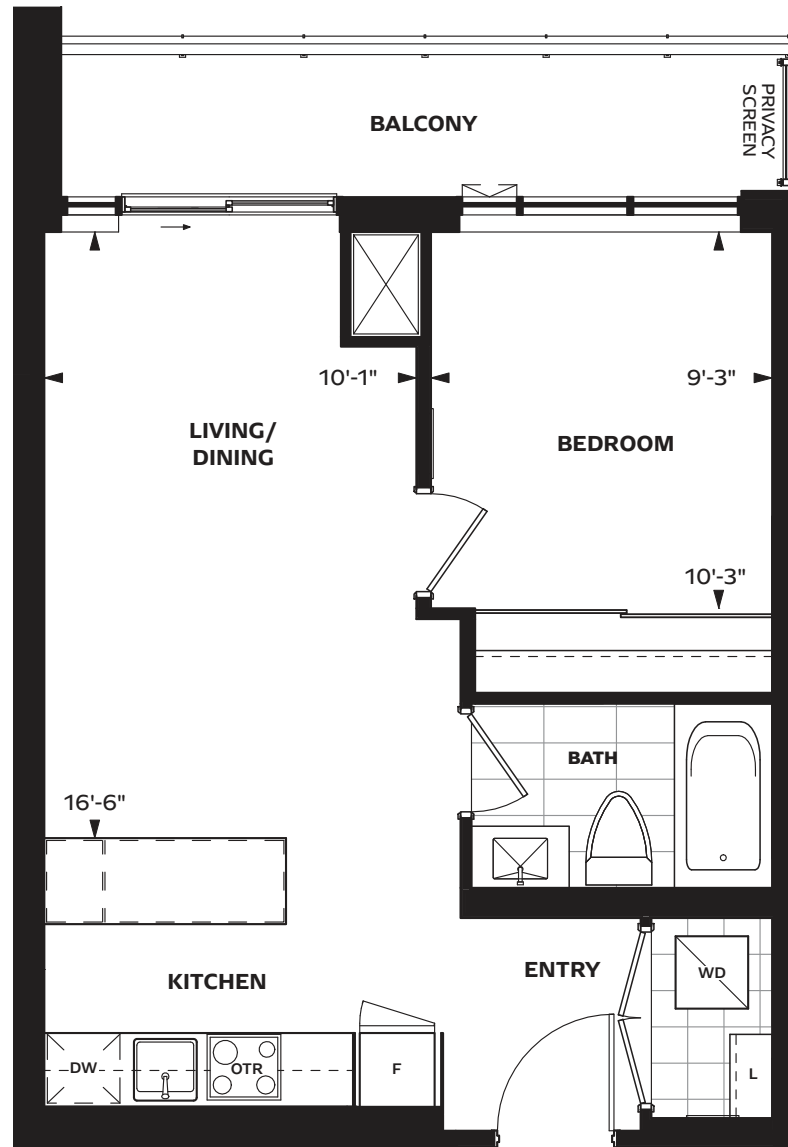 BALCONY
PRIVACY
SCREEN
10'-1"
9'-3"
LIVING/
DINING
BEDROOM
10'-3"
BATH
16'-6"
KITCHEN
ENTRY
WD
DW
OTR
F
L